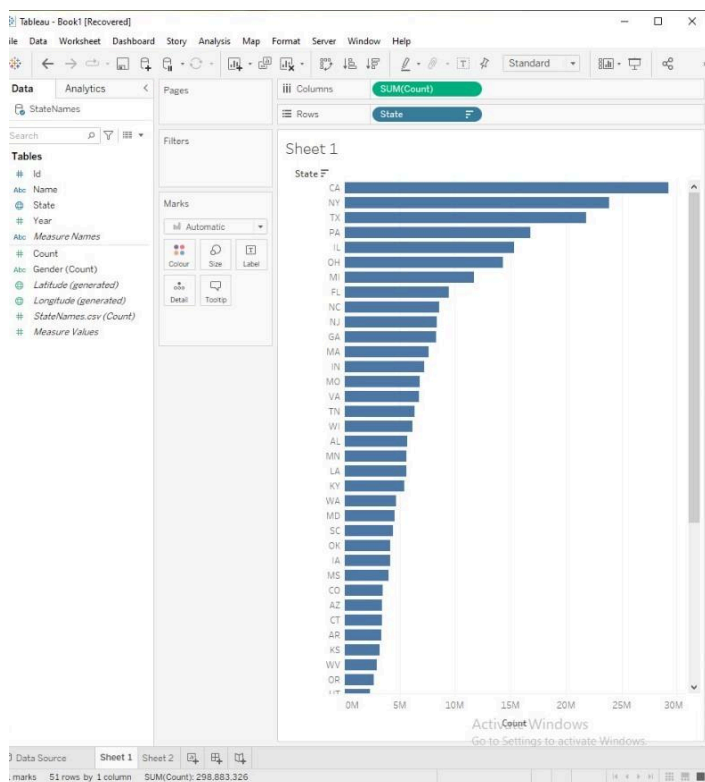 Tableau - Book1 [Recovered]
ile Data Worksheet Dashboard Story Analysis Map Format Server Window Help
Standard
Data Analytics
Pages
iii Columns SUM(Count)
StateNames
Rows State
Search
Filters
Sheet 1
Tables
# Id
Abc Name
State
# Year
Abc Measure Names
# Count
Abc Gender (Count)
Latitude (generated)
Longitude (generated)
# StateNames.csv (Count)
# Measure Values
Marks
Automatic
Colour Size Label
Detail Tooltip
State
CA
NY
TX
PA
IL
OH
MI
FL
NC
NJ
GA
MA
IN
MO
VA
TN
WI
AL
MN
LA
KY
WA
MD
SC
OK
IA
MS
CO
AZ
CT
AR
KS
WV
OR
0M 5M 10M 15M 20M 25M 30M
Count
Activate Windows
Go to Settings to activate Windows.
Data Source Sheet 1 Sheet 2
marks 51 rows by 1 column SUM(Count): 298,883,326